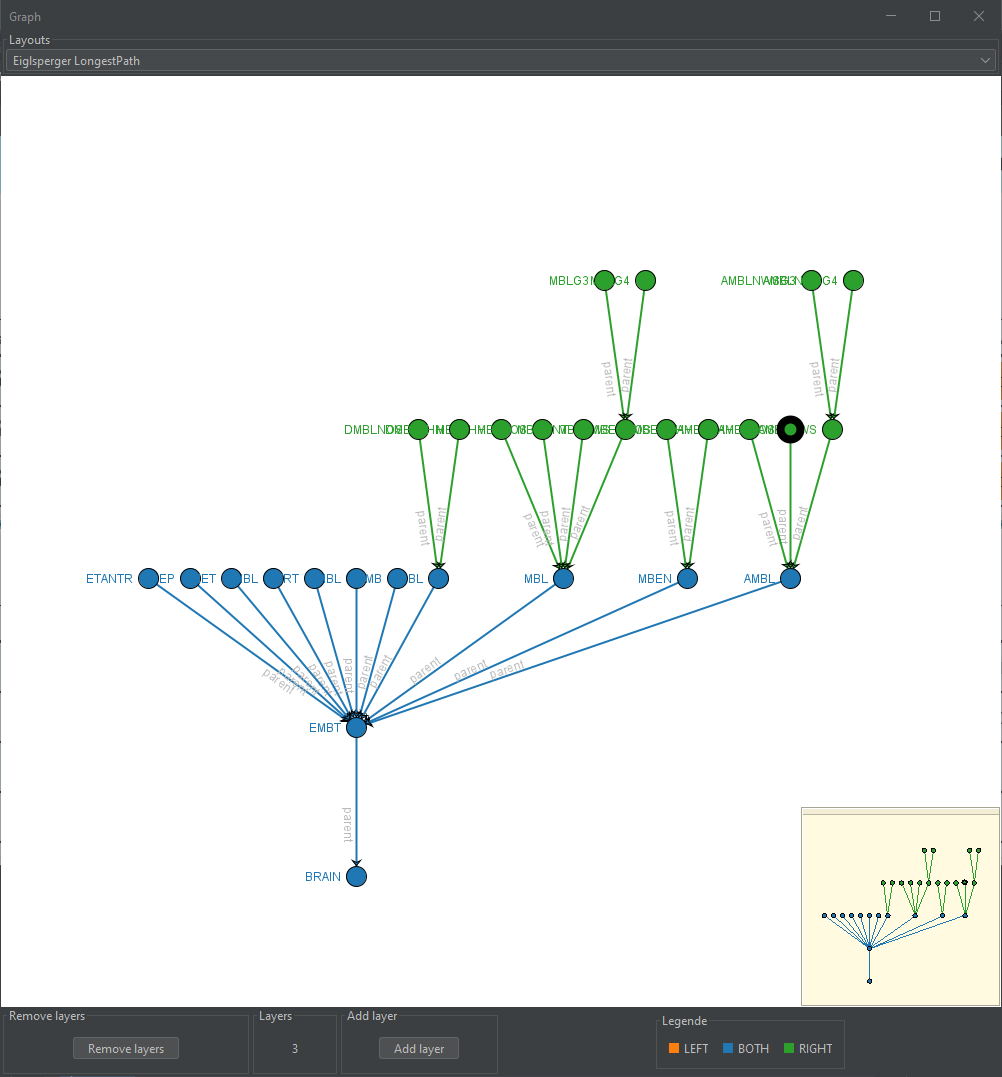 Graph
Layouts
Eiglsperger LongestPath
MBLG3 G4 AMBLNWSG3 G4
parent parent parent parent
DMBLN
parent parent parent parent parent parent parent parent parent parent parent
ETANTR EP ET BL RT BL MB BL MBL MBEN AMBL
parent parent parent parent parent parent parent parent parent parent
EMBT
parent
BRAIN
Remove layers
Remove layers
Layers
3
Add layer
Add layer
Legende
LEFT BOTH RIGHT